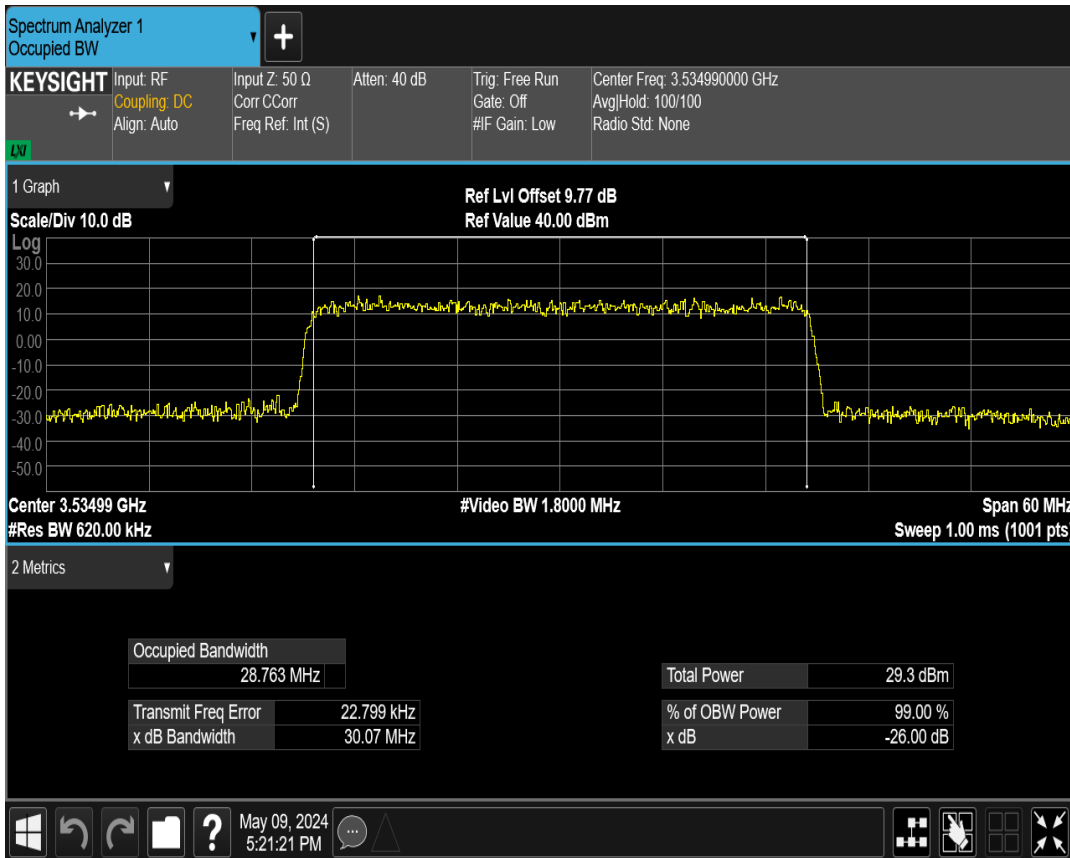 Spectrum Analyzer 1
Occupied BW
KEYSIGHT
LXI
Input: RF
Coupling: DC
Align: Auto
Input Z: 50 Ω
Corr CCorr
Freq Ref: Int (S)
Atten: 40 dB
Trig: Free Run
Gate: Off
#IF Gain: Low
Center Freq: 3.534990000 GHz
Avg|Hold: 100/100
Radio Std: None
1 Graph
Scale/Div 10.0 dB
Ref Lvl Offset 9.77 dB
Ref Value 40.00 dBm
Log
30.0
20.0
10.0
0.00
-10.0
-20.0
-30.0
-40.0
-50.0
Center 3.53499 GHz
#Video BW 1.8000 MHz
Span 60 MHz
#Res BW 620.00 kHz
Sweep 1.00 ms (1001 pts)
2 Metrics
Occupied Bandwidth
28.763 MHz
Total Power 29.3 dBm
Transmit Freq Error 22.799 kHz
% of OBW Power 99.00 %
x dB Bandwidth 30.07 MHz
x dB -26.00 dB
?
May 09, 2024
5:21:21 PM